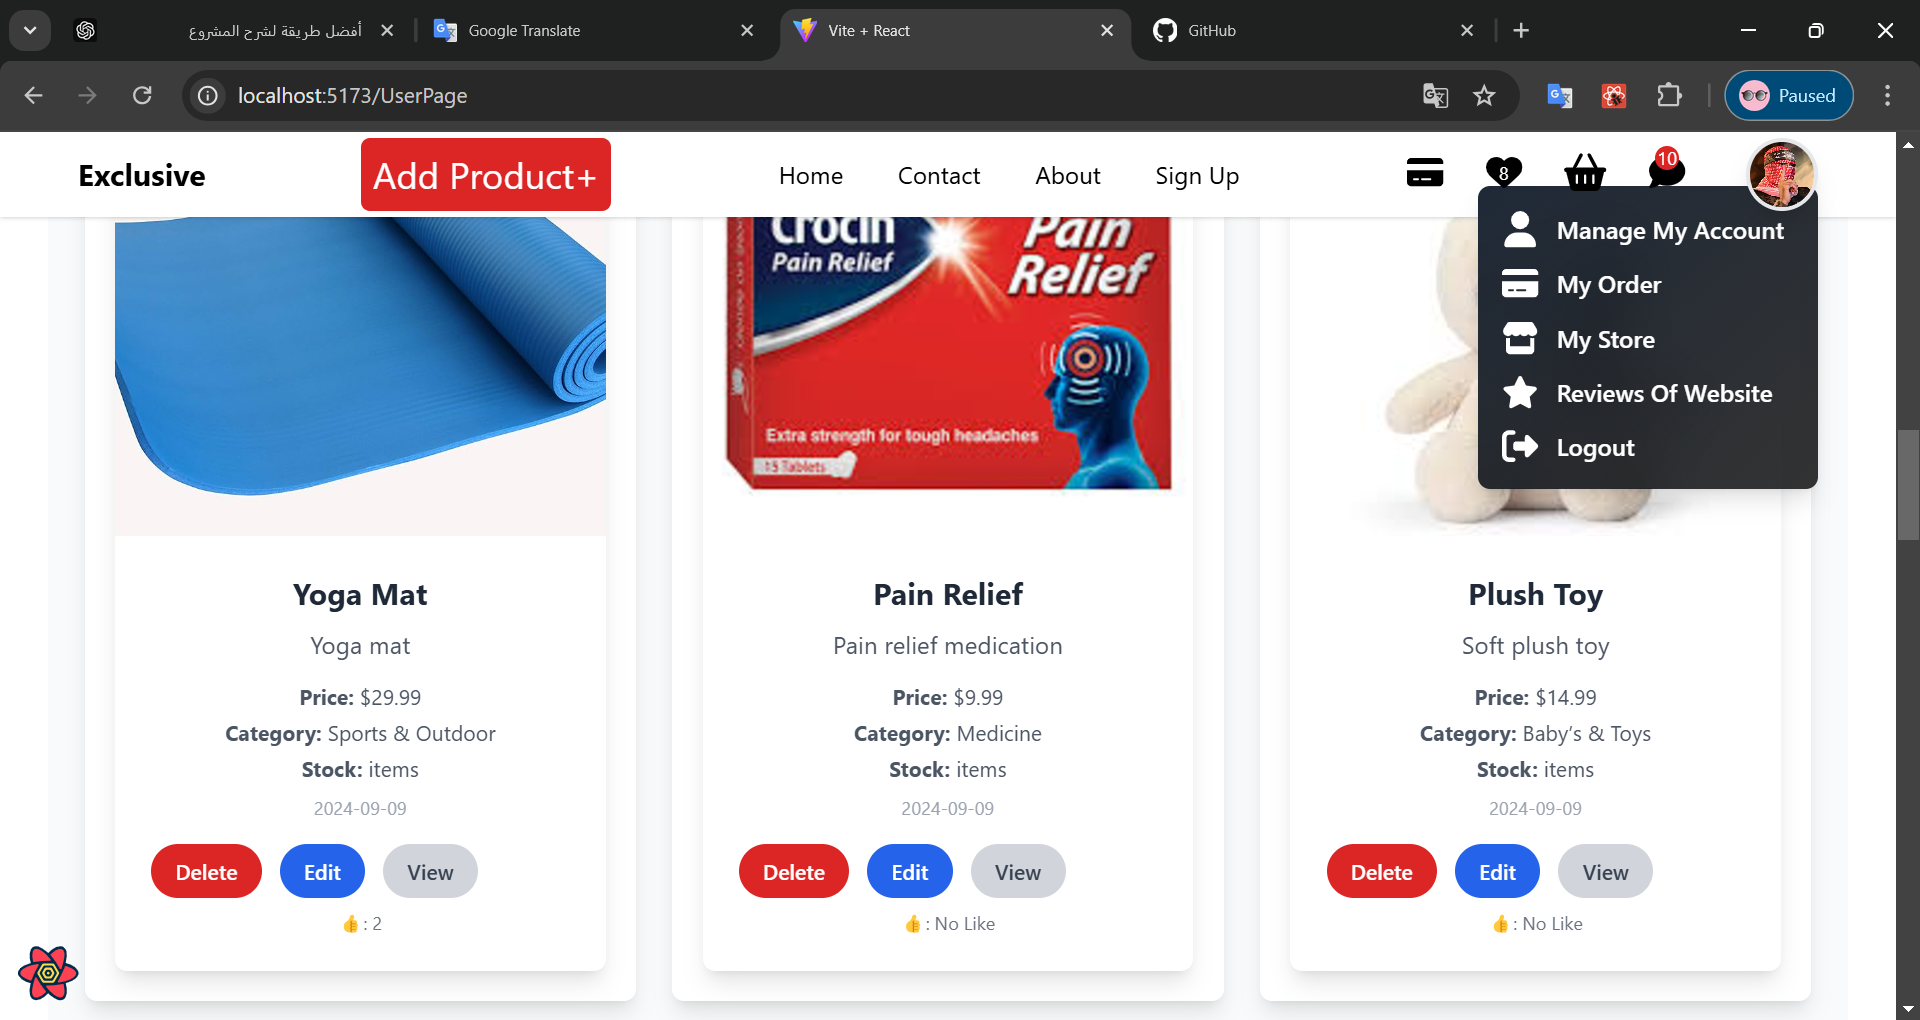 أفضل طريقة لشرح المشروع
Google Translate
Vite + React
GitHub
localhost:5173/UserPage
Paused
Exclusive
Add Product+
Home
Contact
About
Sign Up
8
10
Manage My Account
My Order
My Store
Reviews Of Website
Logout
Crocin
Pain Relief
Pain
Relief
Extra strength for tough headaches
15 Tablets
Yoga Mat
Yoga mat
Price: $29.99
Category: Sports & Outdoor
Stock: items
2024-09-09
Delete Edit View
👍 : 2
Pain Relief
Pain relief medication
Price: $9.99
Category: Medicine
Stock: items
2024-09-09
Delete Edit View
👍 : No Like
Plush Toy
Soft plush toy
Price: $14.99
Category: Baby’s & Toys
Stock: items
2024-09-09
Delete Edit View
👍 : No Like